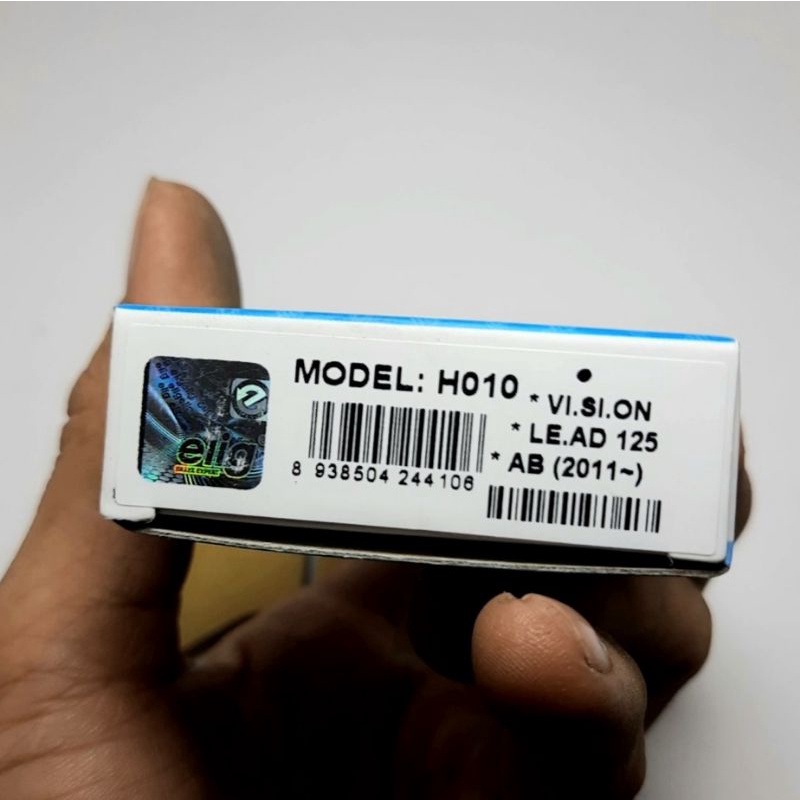 MODEL: H010
8 938504 244106
* VI.SI.ON
* LE.AD 125
* AB (2011~)
elig